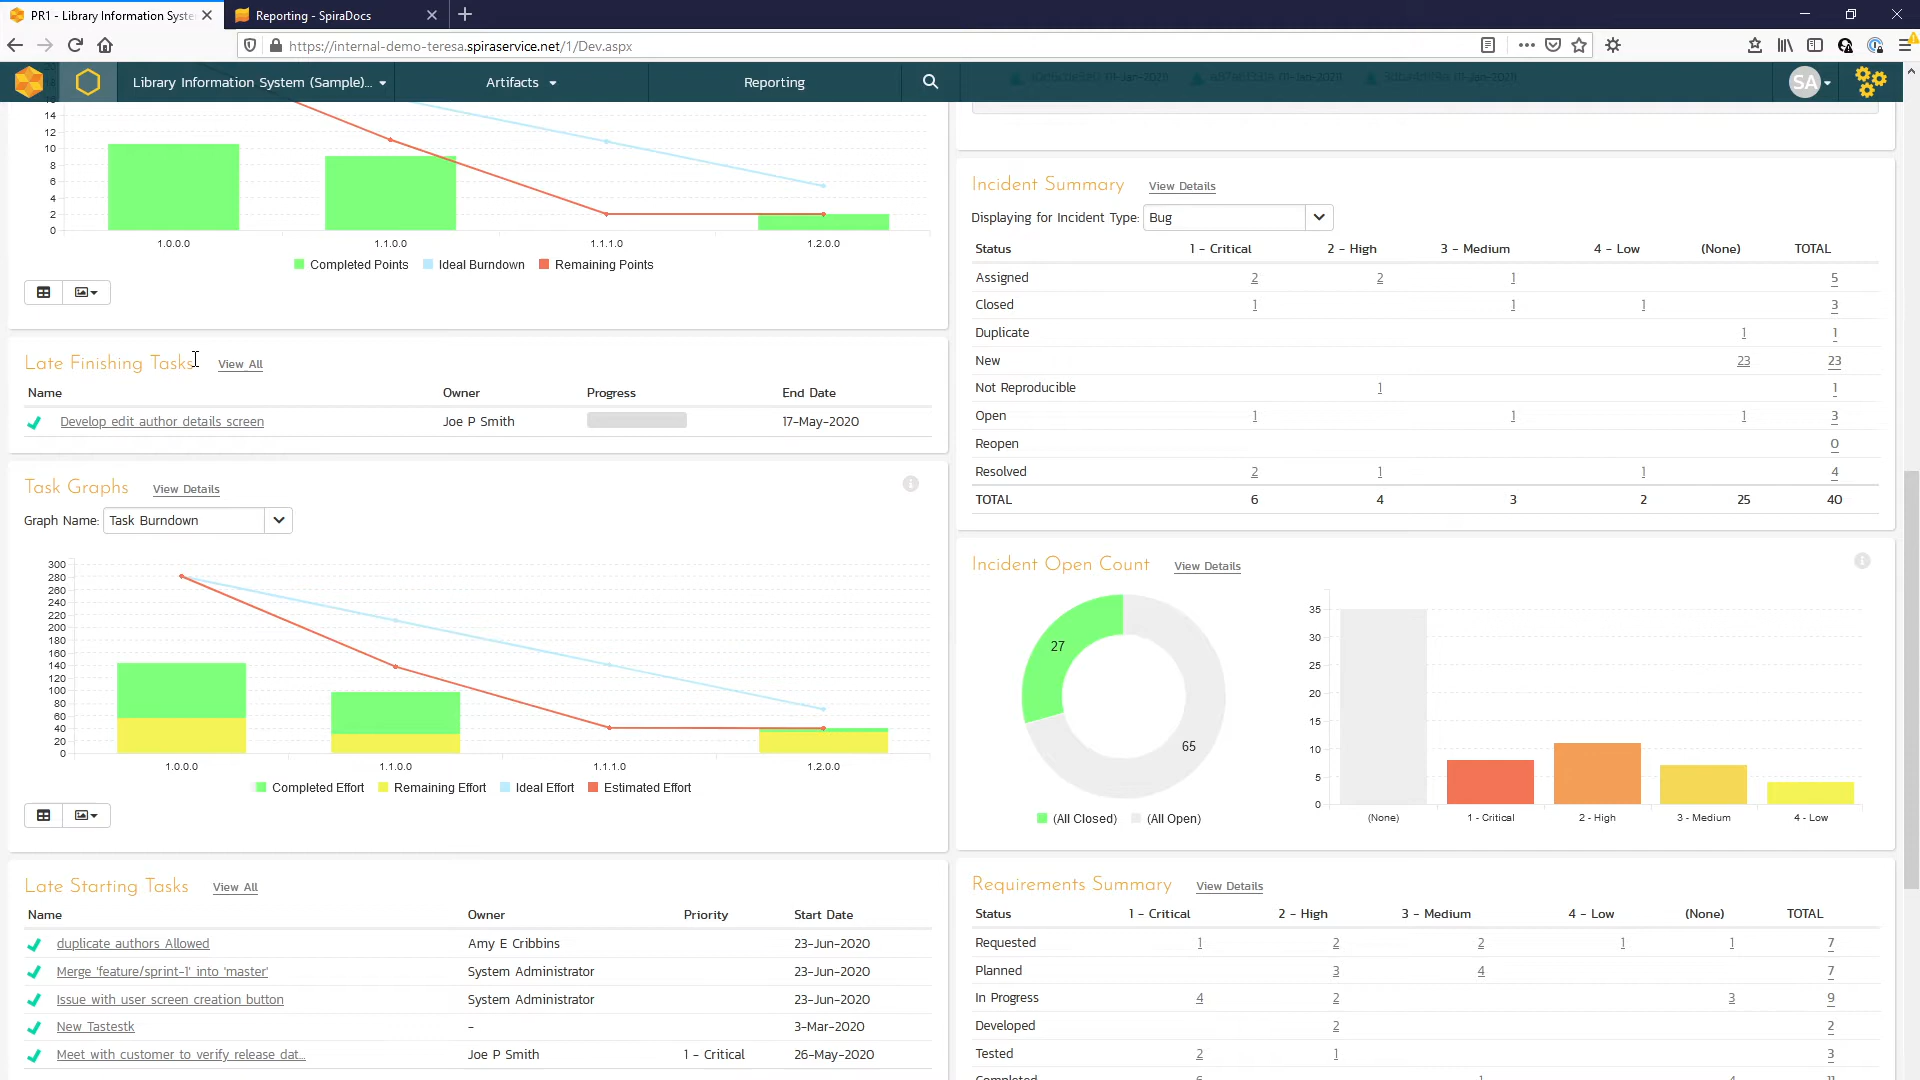 PR1 - Library Information Syste
Reporting - SpiraDocs
https://internal-demo-teresa.spiraservice.net/1/Dev.aspx
Library Information System (Sample)...
Artifacts
Reporting
SA
14
12
10
8
6
4
2
0
1.0.0.0 1.1.0.0 1.1.1.0 1.2.0.0
Completed Points Ideal Burndown Remaining Points
Late Finishing Tasks View All
Name Owner Progress End Date
Develop edit author details screen Joe P Smith 17-May-2020
Task Graphs View Details
Graph Name: Task Burndown
300
280
260
240
220
200
180
160
140
120
100
80
60
40
20
0
1.0.0.0 1.1.0.0 1.1.1.0 1.2.0.0
Completed Effort Remaining Effort Ideal Effort Estimated Effort
Late Starting Tasks View All
Name Owner Priority Start Date
duplicate authors Allowed Amy E Cribbins 23-Jun-2020
Merge 'feature/sprint-1' into 'master' System Administrator 23-Jun-2020
Issue with user screen creation button System Administrator 23-Jun-2020
New Tastestk - 3-Mar-2020
Meet with customer to verify release dat... Joe P Smith 1 - Critical 26-May-2020
Incident Summary View Details
Displaying for Incident Type: Bug
Status 1 - Critical 2 - High 3 - Medium 4 - Low (None) TOTAL
Assigned 2 2 1 5
Closed 1 1 1 3
Duplicate 1 1
New 23 23
Not Reproducible 1 1
Open 1 1 1 3
Reopen 0
Resolved 2 1 1 4
TOTAL 6 4 3 2 25 40
Incident Open Count View Details
27
65
(All Closed) (All Open)
35
30
25
20
15
10
5
0
(None) 1 - Critical 2 - High 3 - Medium 4 - Low
Requirements Summary View Details
Status 1 - Critical 2 - High 3 - Medium 4 - Low (None) TOTAL
Requested 1 2 2 1 1 7
Planned 3 4 7
In Progress 4 2 3 9
Developed 2 2
Tested 2 1 3
Completed